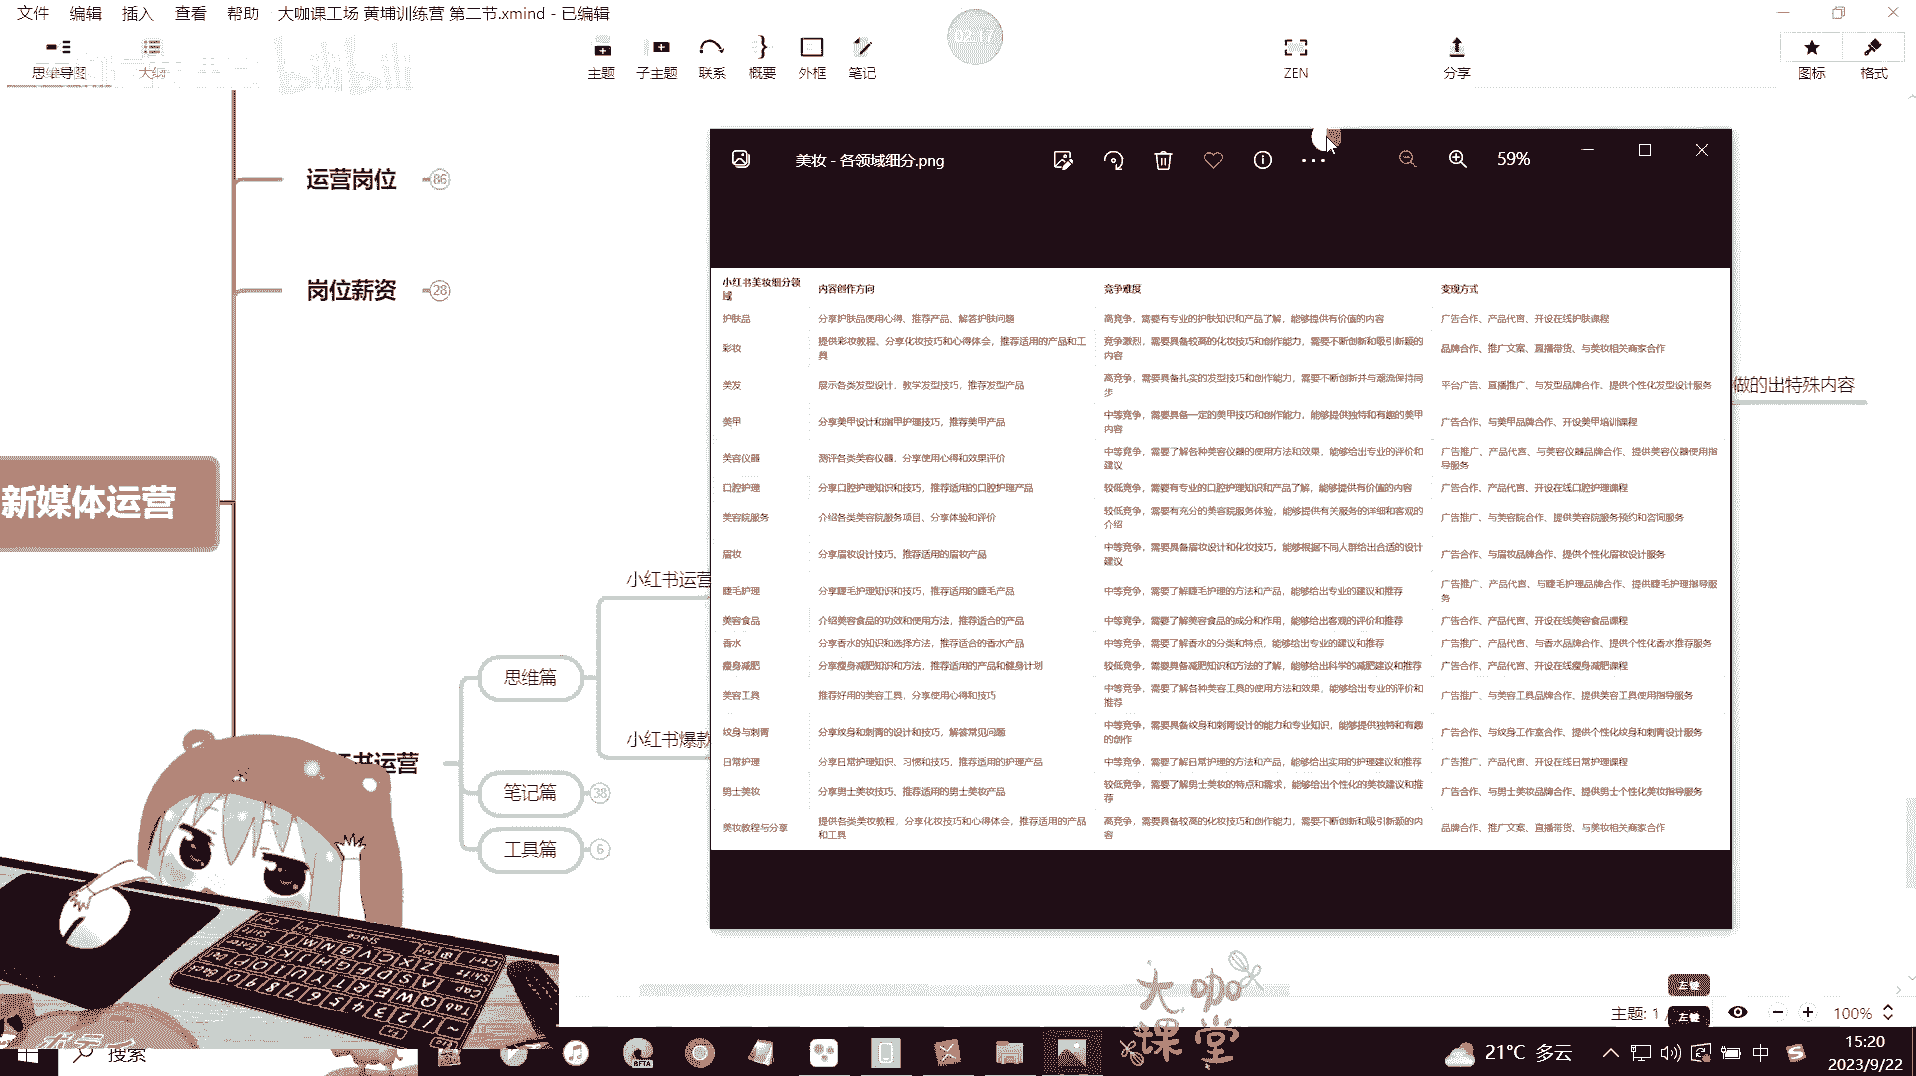 文件 编辑 插入 查看 帮助 大咖课工场 黄埔训练营 第二节.xmind - 已编辑
思维导图 大纲 主题 子主题 联系 概要 外框 笔记 ZEN 分享 图标 格式
bilibili
02:17
运营岗位 86
岗位薪资 28
新媒体运营
书运营
思维篇
笔记篇 38
工具篇 6
小红书运营
小红书爆款
做的出特殊内容
美妆 - 各领域细分.png 59%
小红书美妆细分领域 内容创作方向 竞争难度 变现方式
护肤品 分享护肤品使用心得、推荐产品、解答护肤问题 高竞争，需要有专业的护肤知识和产品了解，能够提供有价值的内容 广告合作、产品代言、开设在线护肤课程
彩妆 提供彩妆教程、分享化妆技巧和心得体会，推荐适用的产品和工具 竞争激烈，需要具备较高的化妆技巧和创作能力，需要不断创新和吸引新颖的内容 品牌合作、推广文案、直播带货、与美妆相关商家合作
美发 展示各类发型设计，教学发型技巧，推荐发型产品 高竞争，需要具备扎实的发型技巧和创作能力，需要不断创新并与潮流保持同步 平台广告、直播推广、与发型品牌合作、提供个性化发型设计服务
美甲 分享美甲设计和指甲护理技巧，推荐美甲产品 中等竞争，需要具备一定的美甲技巧和创作能力，能够提供独特和有趣的美甲内容 广告合作、与美甲品牌合作、开设美甲培训课程
美容仪器 测评各类美容仪器、分享使用心得和效果评价 中等竞争，需要了解各种美容仪器的使用方法和效果，能够给出专业的评价和建议 广告推广、产品代言、与美容仪器品牌合作、提供美容仪器使用指导服务
口腔护理 分享口腔护理知识和技巧，推荐适用的口腔护理产品 较低竞争，需要有专业的口腔护理知识和产品了解，能够提供有价值的内容 广告合作、产品代言、开设在线口腔护理课程
美容院服务 介绍各类美容院服务项目、分享体验和评价 较低竞争，需要有充分的美容院服务体验，能够提供有关服务的详细和客观的介绍 广告推广、与美容院合作、提供美容院服务预约和咨询服务
眉妆 分享眉妆设计技巧、推荐适用的眉妆产品 中等竞争，需要具备眉妆设计和化妆技巧，能够根据不同人群给出合适的设计建议 广告合作、与眉妆品牌合作、提供个性化眉妆设计服务
睫毛护理 分享睫毛护理知识和技巧，推荐适用的睫毛产品 中等竞争，需要了解睫毛护理的方法和产品，能够给出专业的建议和推荐 广告推广、产品代言、与睫毛护理品牌合作、提供睫毛护理指导服务
美容食品 介绍美容食品的功效和使用方法，推荐适合的产品 中等竞争，需要了解美容食品的成分和作用，能够给出客观的评价和推荐 广告合作、产品代言、开设在线美容食品课程
香水 分享香水的知识和选择方法，推荐适合的香水产品 中等竞争，需要了解香水的分类和特点，能够给出专业的建议和推荐 广告推广、产品代言、与香水品牌合作、提供个性化香水推荐服务
瘦身减肥 分享瘦身减肥知识和方法，推荐适用的产品和健身计划 较低竞争，需要具备减肥知识和方法的了解，能够给出科学的减肥建议和推荐 广告合作、产品代言、开设在线瘦身减肥课程
美容工具 推荐好用的美容工具，分享使用心得和技巧 中等竞争，需要了解各种美容工具的使用方法和效果，能够给出专业的评价和推荐 广告推广、与美容工具品牌合作、提供美容工具使用指导服务
纹身与刺青 分享纹身和刺青的设计和技巧，解答常见问题 中等竞争，需要具备纹身和刺青设计的能力和专业知识，能够提供独特和有趣的创作 广告合作、与纹身工作室合作、提供个性化纹身和刺青设计服务
日常护理 分享日常护理知识、习惯和技巧，推荐适用的护理产品 中等竞争，需要了解日常护理的方法和产品，能够给出实用的护理建议和推荐 广告推广、产品代言、开设在线日常护理课程
男士美妆 分享男士美妆技巧、推荐适用的男士美妆产品 较低竞争，需要了解男士美妆的特点和需求，能够给出个性化的美妆建议和推荐 广告合作、与男士美妆品牌合作、提供男士个性化美妆指导服务
美妆教程与分享 提供各类美妆教程，分享化妆技巧和心得体会，推荐适用的产品和工具 高竞争，需要具备较高的化妆技巧和创作能力，需要不断创新和吸引新颖的内容 品牌合作、推广文案、直播带货、与美妆相关商家合作
大咖课堂
左键
左键
主题: 1 100%
搜索
BETA
21°C 多云 中 15:20
2023/9/22